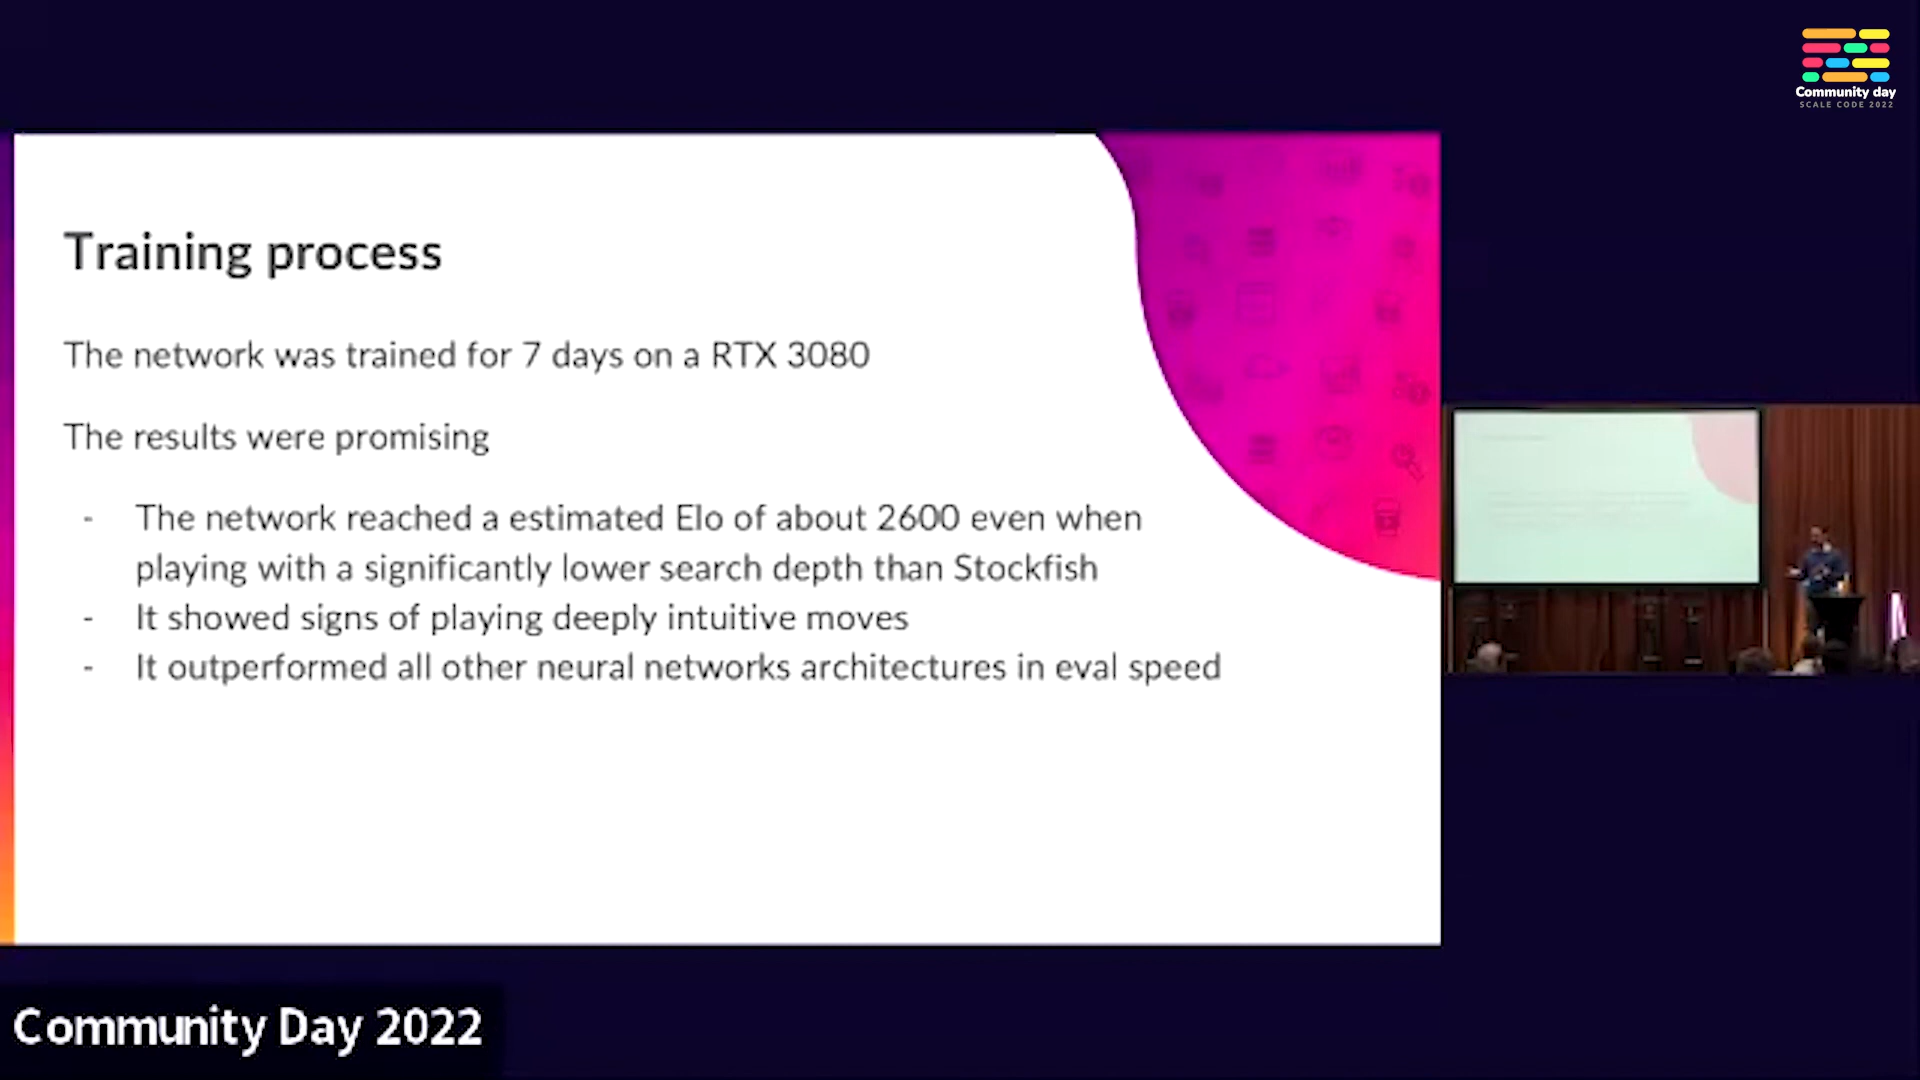 Community day
SCALE CODE 2022
Training process
The network was trained for 7 days on a RTX 3080
The results were promising
- The network reached a estimated Elo of about 2600 even when
playing with a significantly lower search depth than Stockfish
- It showed signs of playing deeply intuitive moves
- It outperformed all other neural networks architectures in eval speed
Community Day 2022